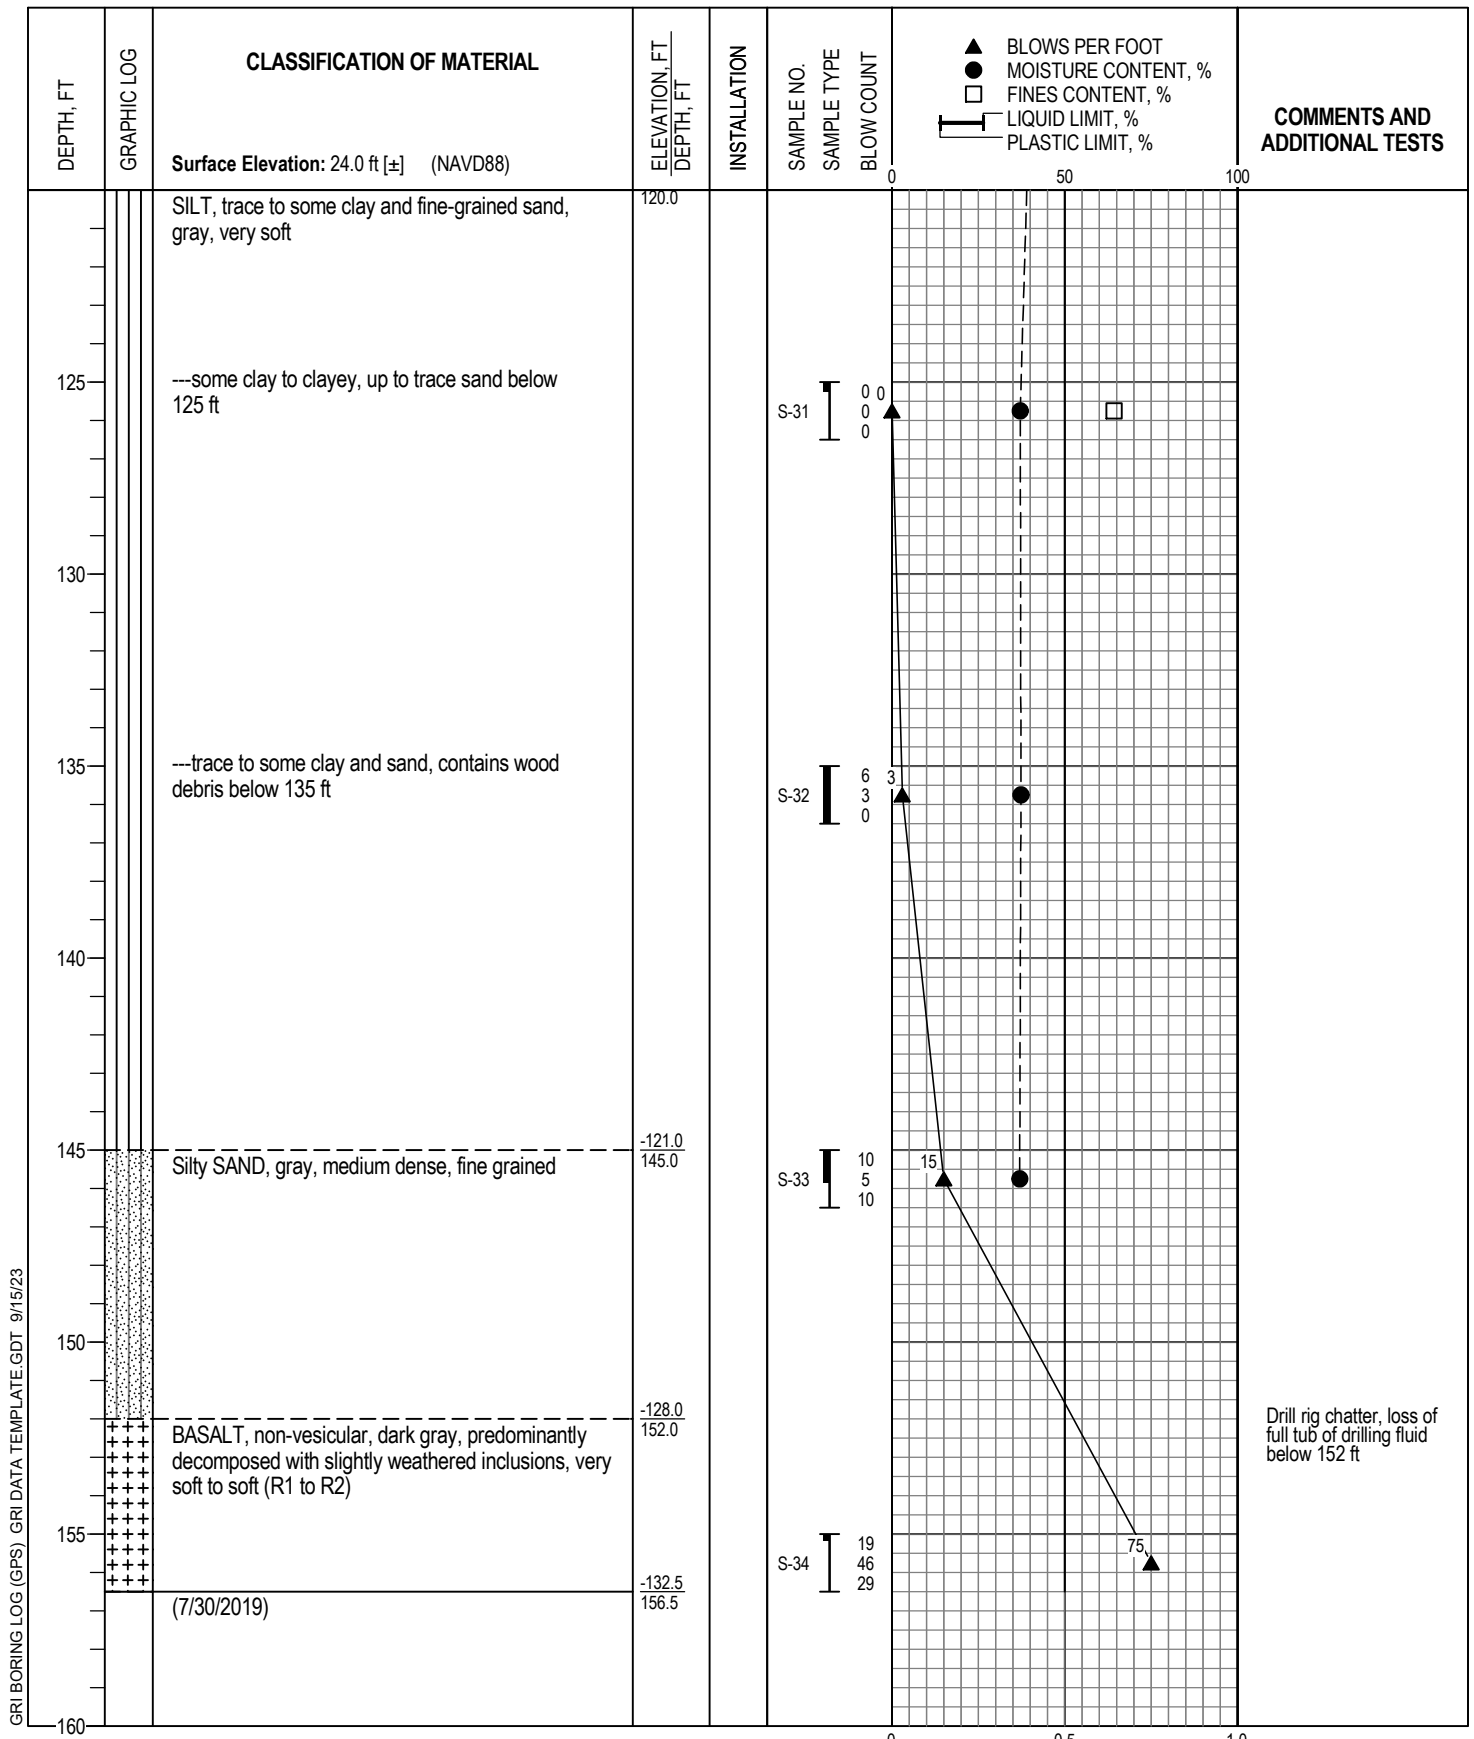 DEPTH, FT
GRAPHIC LOG
CLASSIFICATION OF MATERIAL
Surface Elevation: 24.0 ft [±] (NAVD88)
ELEVATION, FT
DEPTH, FT
INSTALLATION
SAMPLE NO.
SAMPLE TYPE
BLOW COUNT
BLOWS PER FOOT
MOISTURE CONTENT, %
FINES CONTENT, %
LIQUID LIMIT, %
PLASTIC LIMIT, %
COMMENTS AND
ADDITIONAL TESTS
0 50 100
120.0
SILT, trace to some clay and fine-grained sand,
gray, very soft
125
---some clay to clayey, up to trace sand below
125 ft
S-31
0 0
0
0
130
135
---trace to some clay and sand, contains wood
debris below 135 ft
S-32
6 3
3
0
140
145
-121.0
145.0
Silty SAND, gray, medium dense, fine grained
S-33
10
5
10
15
150
-128.0
152.0
BASALT, non-vesicular, dark gray, predominantly
decomposed with slightly weathered inclusions, very
soft to soft (R1 to R2)
Drill rig chatter, loss of
full tub of drilling fluid
below 152 ft
155
S-34
19
46
29
75
-132.5
156.5
(7/30/2019)
160
0 0.5 1.0
GRI BORING LOG (GPS) GRI DATA TEMPLATE.GDT 9/15/23